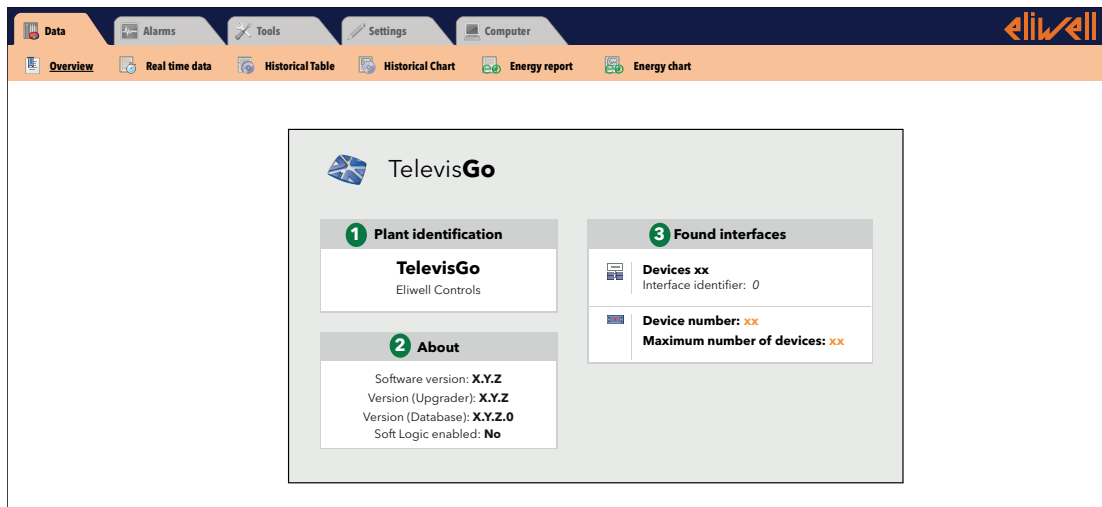 Data Alarms Tools Settings Computer eliwell
Overview Real time data Historical Table Historical Chart Energy report Energy chart
TelevisGo
1 Plant identification
TelevisGo
Eliwell Controls
2 About
Software version: X.Y.Z
Version (Upgrader): X.Y.Z
Version (Database): X.Y.Z.0
Soft Logic enabled: No
3 Found interfaces
Devices xx
Interface identifier: 0
Device number: xx
Maximum number of devices: xx